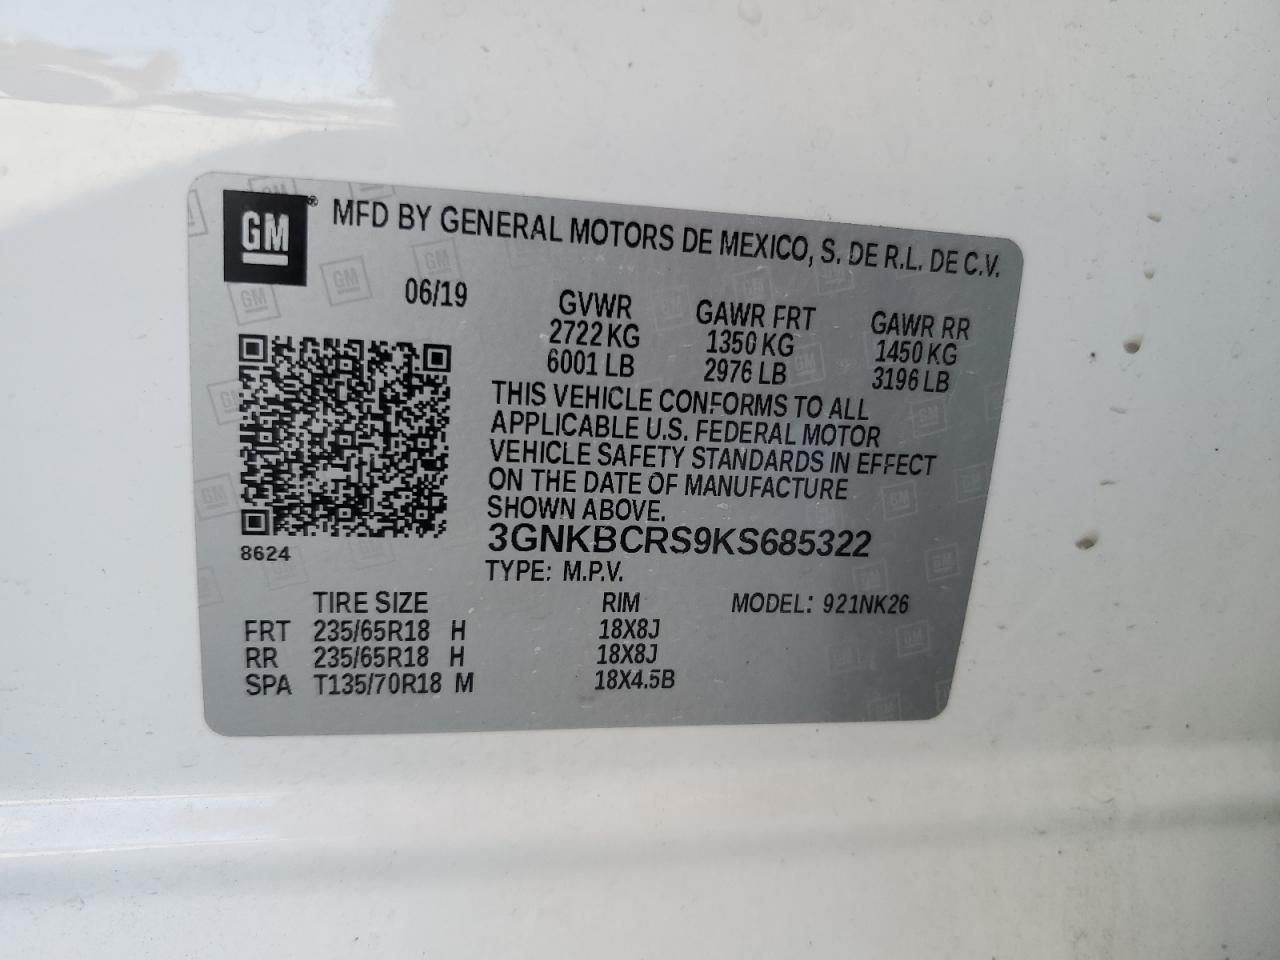 GM® MFD BY GENERAL MOTORS DE MEXICO, S. DE R.L. DE C.V.
06/19
GVWR GAWR FRT GAWR RR
2722 KG 1350 KG 1450 KG
6001 LB 2976 LB 3196 LB
THIS VEHICLE CONFORMS TO ALL
APPLICABLE U.S. FEDERAL MOTOR
VEHICLE SAFETY STANDARDS IN EFFECT
ON THE DATE OF MANUFACTURE
SHOWN ABOVE.
3GNKBCRS9KS685322
8624
TYPE: M.P.V.
TIRE SIZE RIM MODEL: 921NK26
FRT 235/65R18 H 18X8J
RR 235/65R18 H 18X8J
SPA T135/70R18 M 18X4.5B